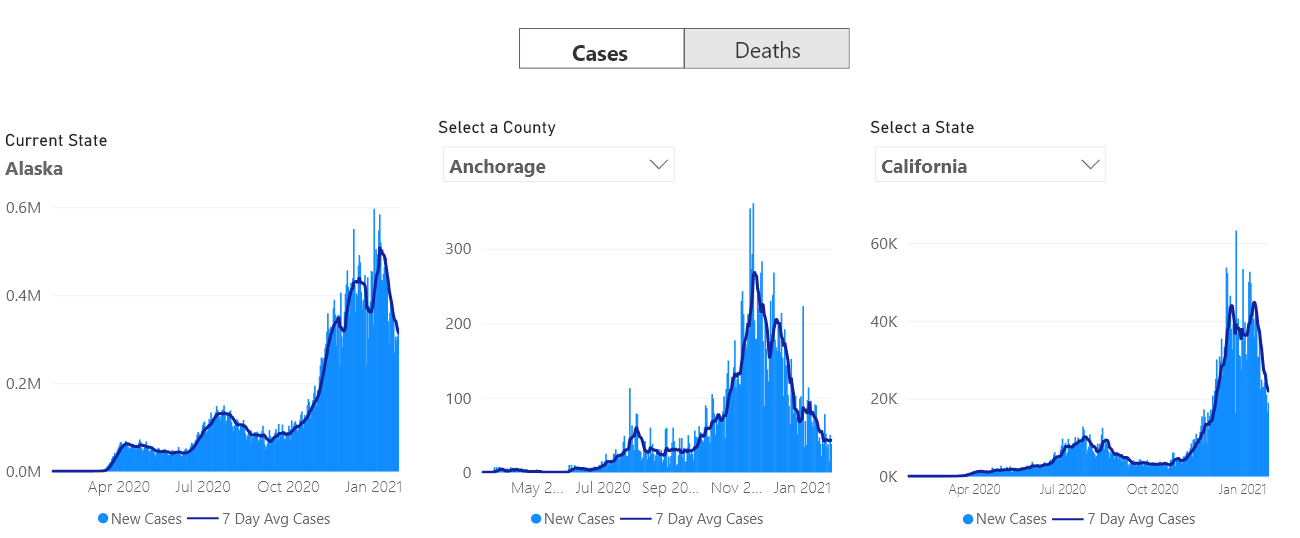 Cases
Deaths
Current State
Alaska
0.6M
0.4M
0.2M
0.0M
Apr 2020
Jul 2020
Oct 2020
Jan 2021
New Cases
7 Day Avg Cases
Select a County
Anchorage
300
200
100
0
May 2...
Jul 2020
Sep 20...
Nov 2...
Jan 2021
New Cases
7 Day Avg Cases
Select a State
California
60K
40K
20K
0K
Apr 2020
Jul 2020
Oct 2020
Jan 2021
New Cases
7 Day Avg Cases